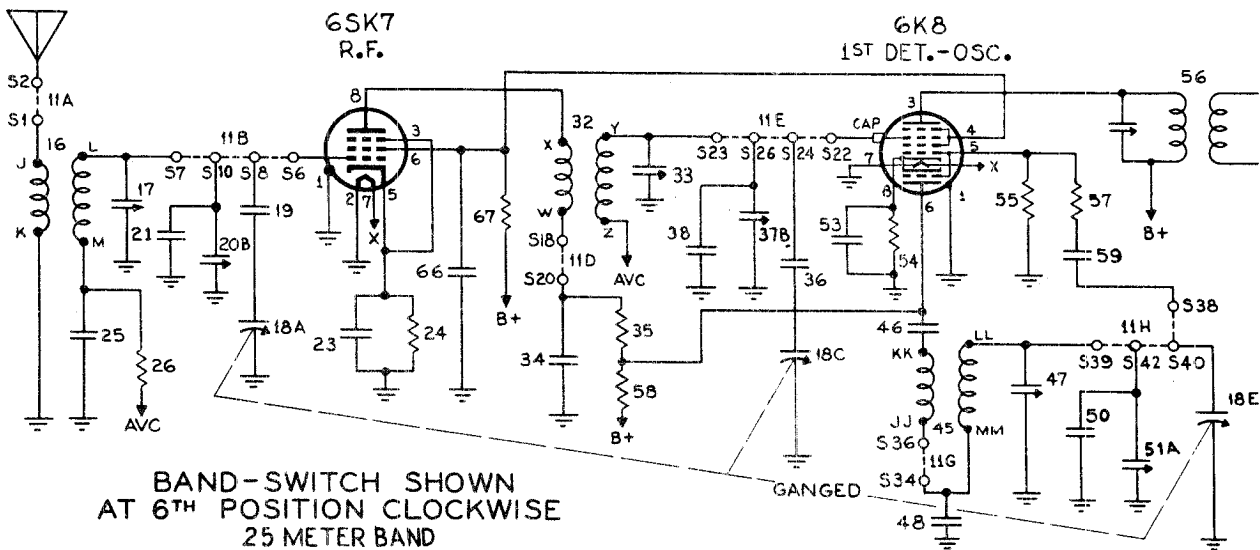 6SK7
R.F.
6K8
1ST DET.-OSC.
S2
11A
S1
J
16
L
K
M
17
S7
11B
S10
S8
S6
21
20B
19
18A
25
26
AVC
8
3
6
1
2
7
5
X
23
24
66
67
B+
32
X
Y
W
Z
S18
11D
S20
AVC
33
34
35
58
B+
S23
11E
S26
S24
S22
CAP
38
37B
36
18C
3
4
5
7
X
8
6
1
53
54
55
57
59
56
B+
46
KK
LL
JJ
45
MM
S36
11G
S34
48
47
S39
11H
S42
S40
S38
50
51A
18E
GANGED
BAND-SWITCH SHOWN
AT 6TH POSITION CLOCKWISE
25 METER BAND